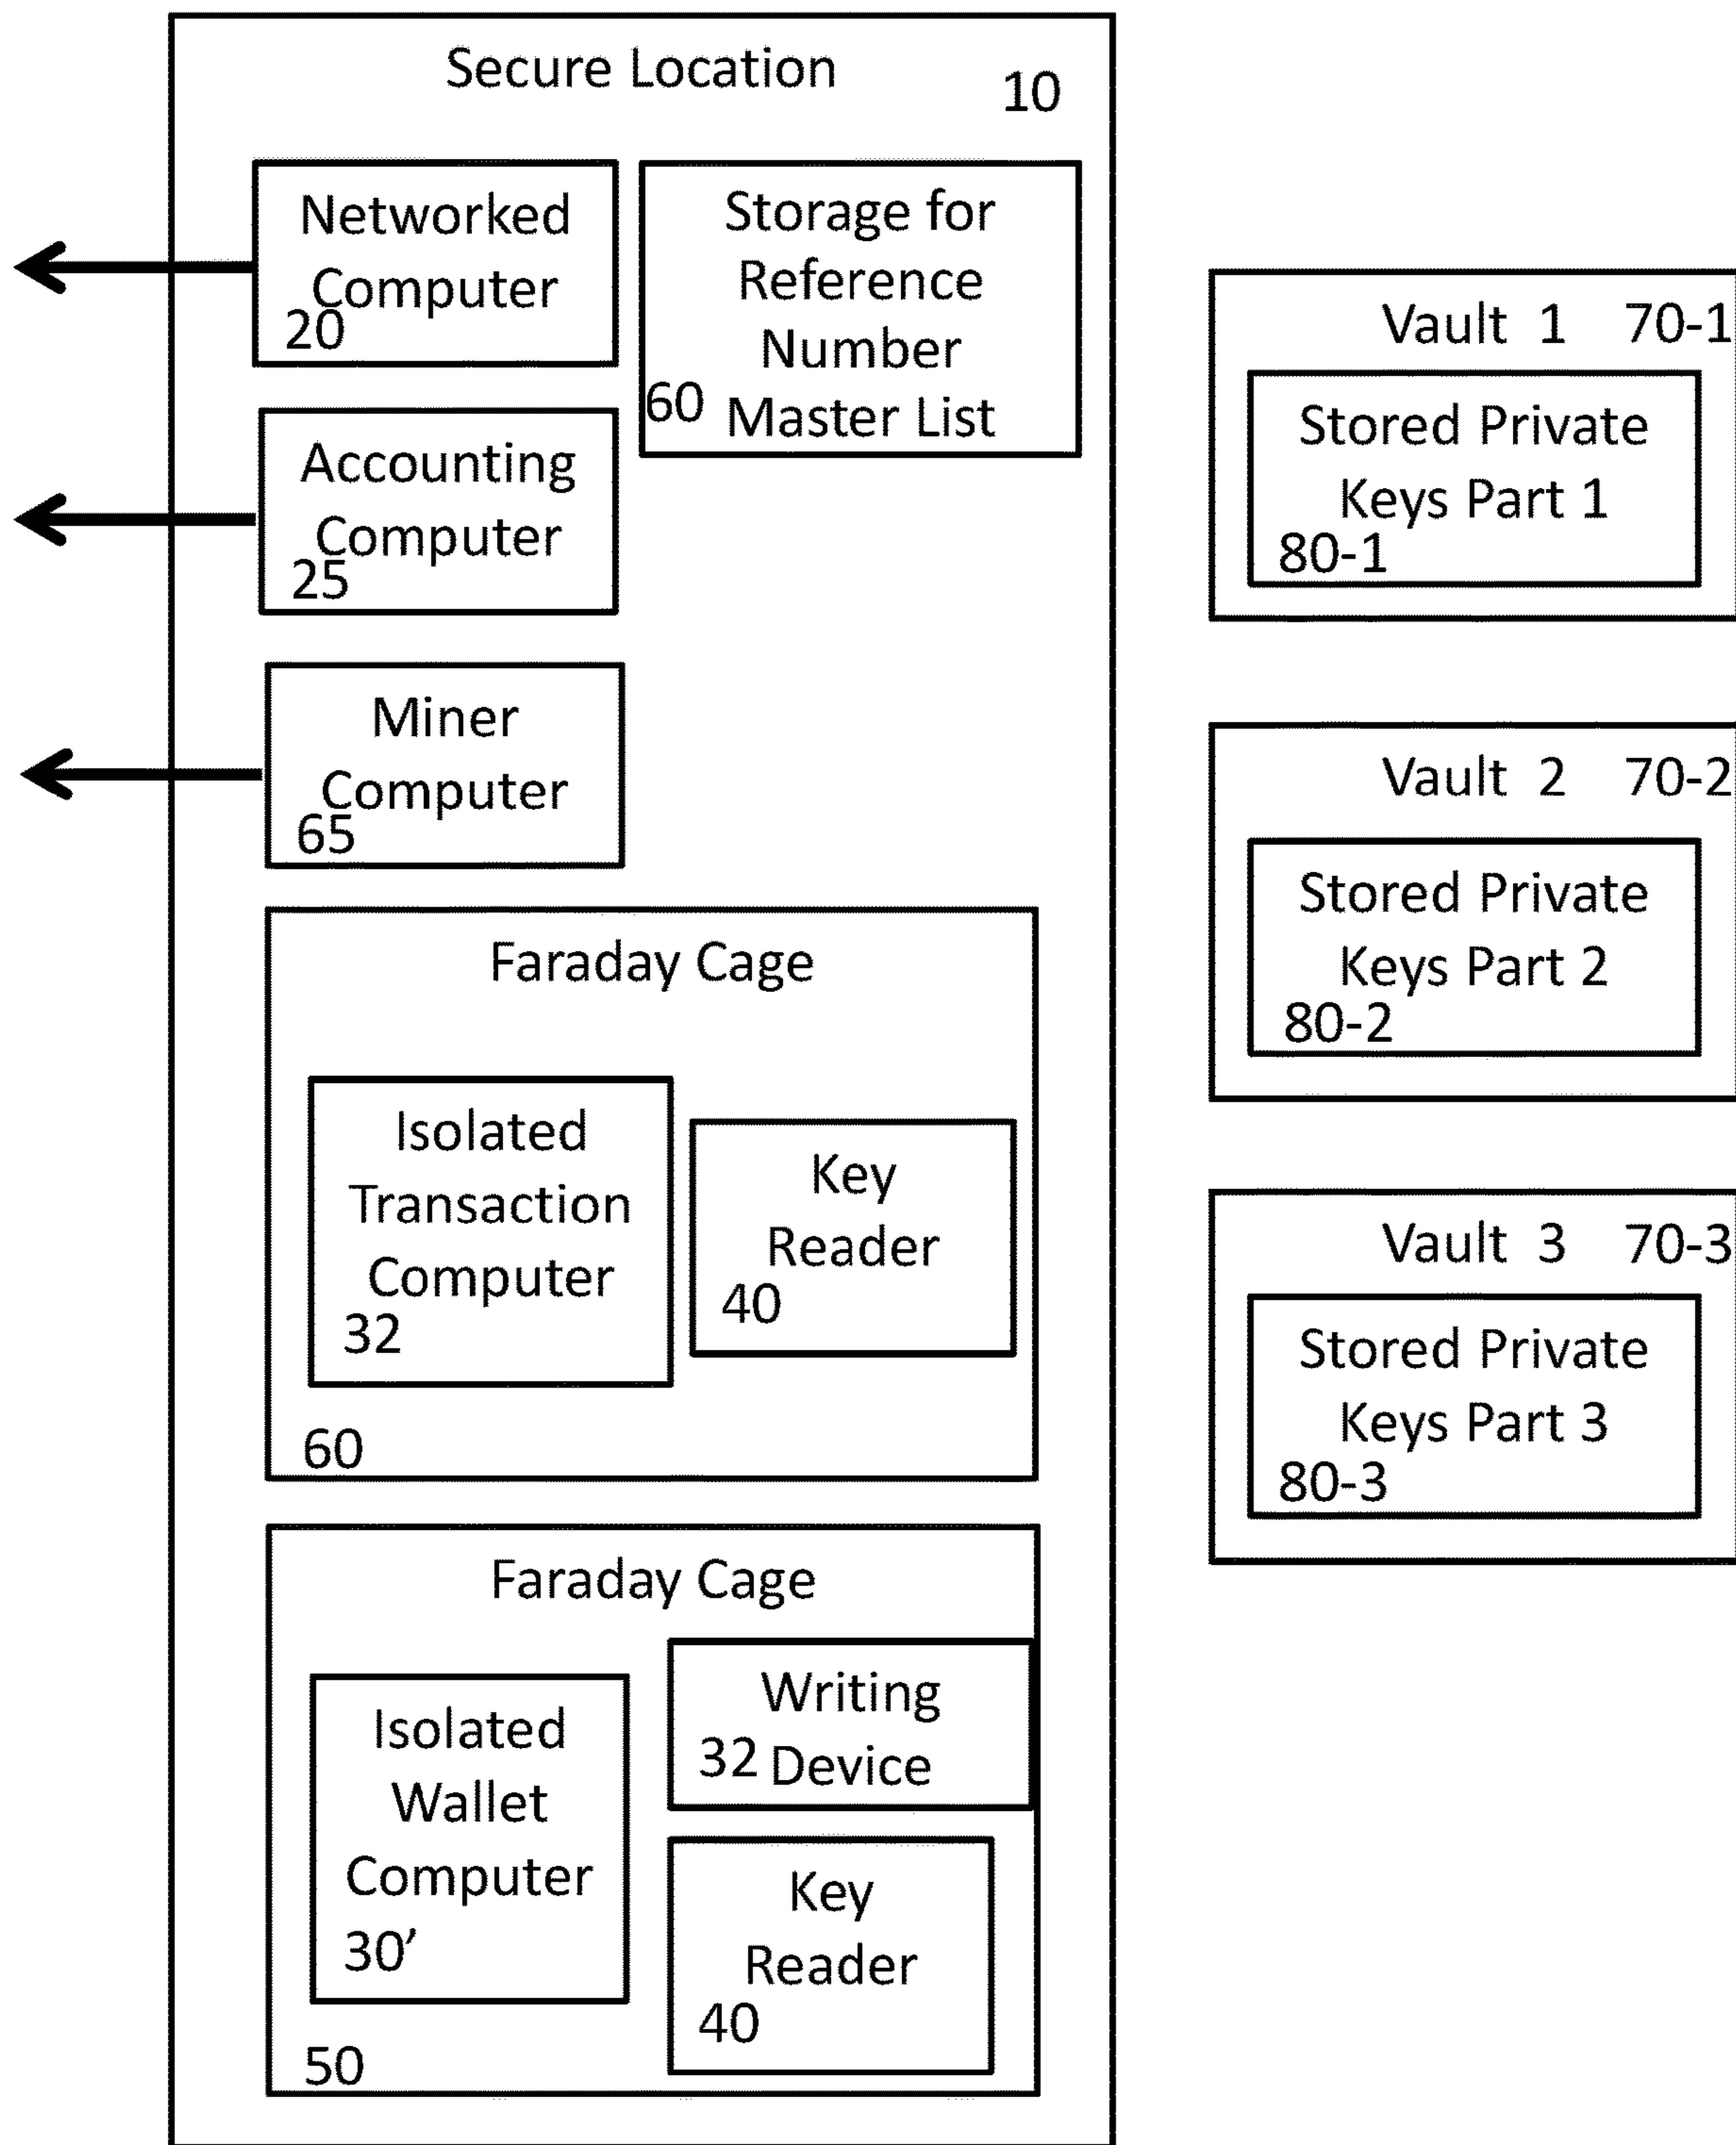 Secure Location
10
Networked
Computer
20
Storage for
Reference
Number
Master List
60
Accounting
Computer
25
Miner
Computer
65
Faraday Cage
Isolated
Transaction
Computer
32
Key
Reader
40
60
Faraday Cage
Isolated
Wallet
Computer
30’
Writing
32 Device
Key
Reader
40
50
Vault 1 70-1
Stored Private
Keys Part 1
80-1
Vault 2 70-2
Stored Private
Keys Part 2
80-2
Vault 3 70-3
Stored Private
Keys Part 3
80-3